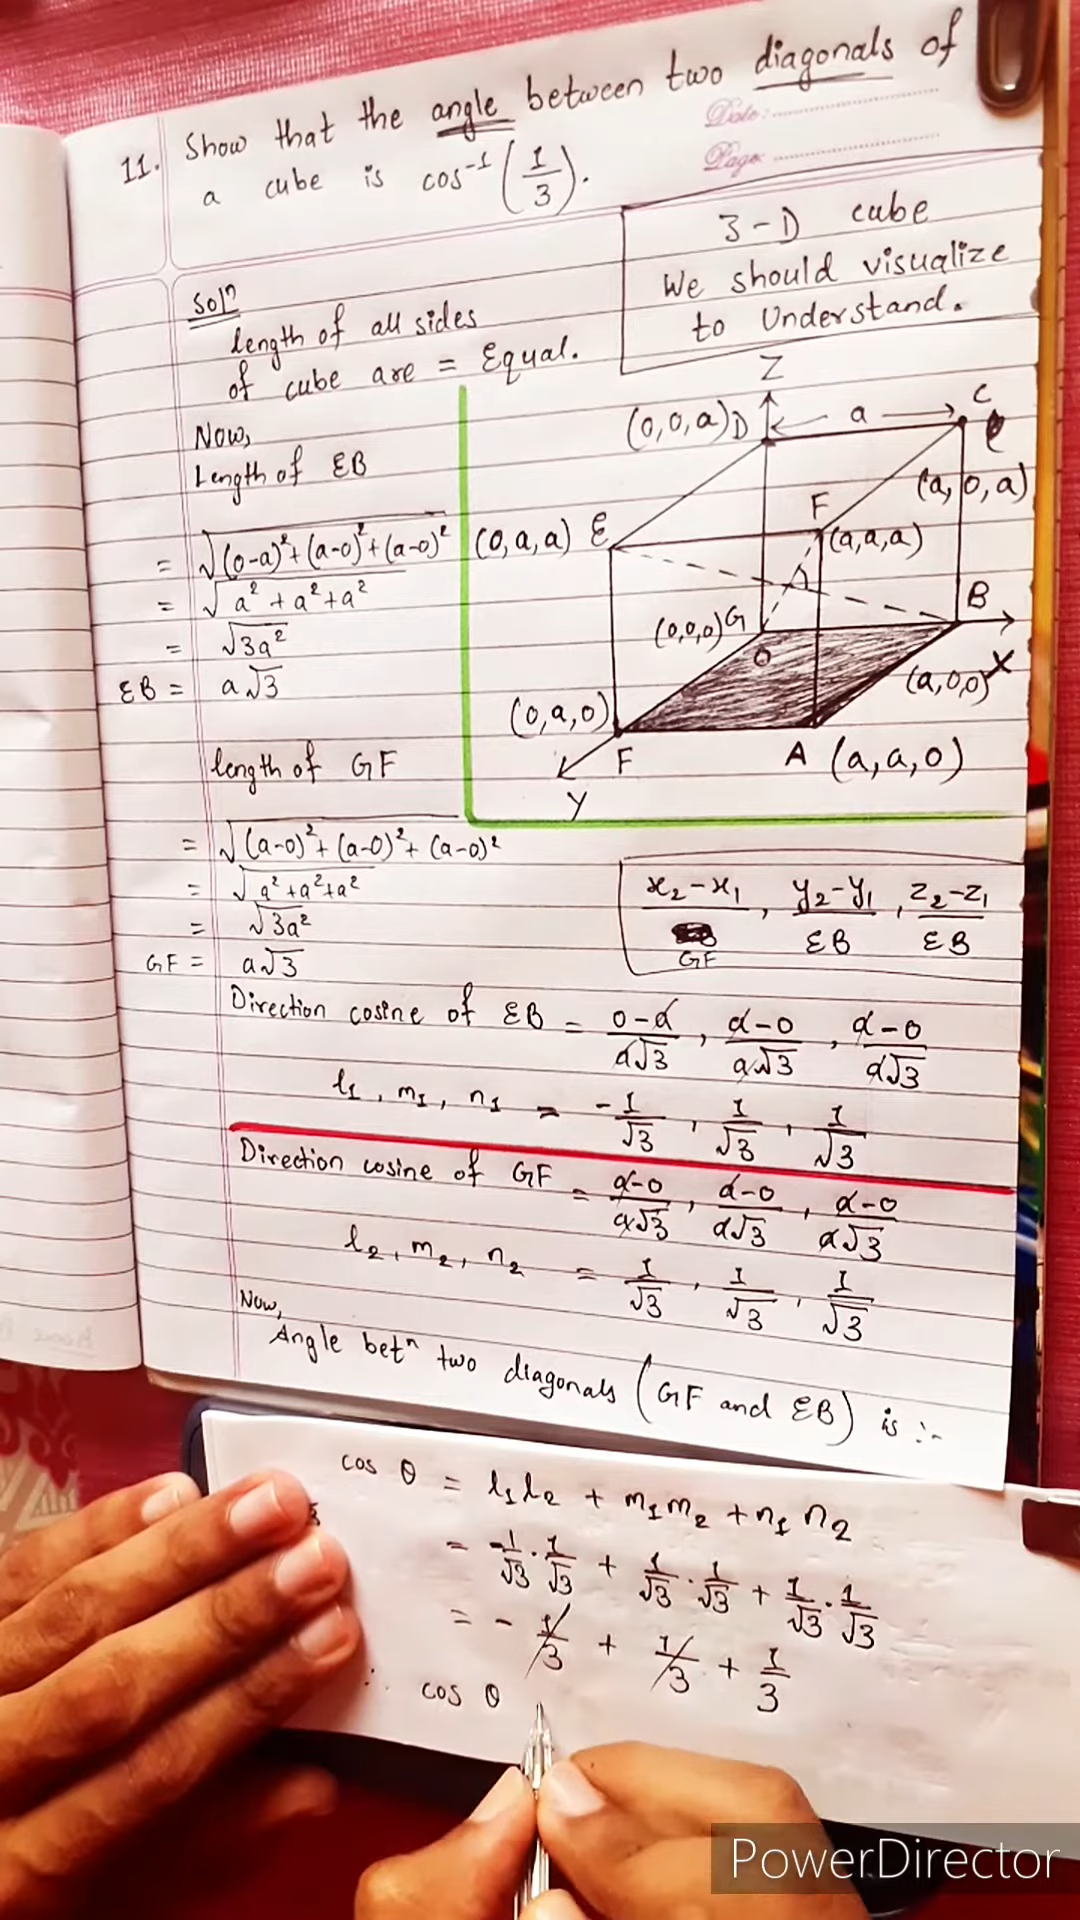 11. Show that the angle between two diagonals of
a cube is cos⁻¹(1/3).
Date:
Page:
3-D cube
We should visualize
to Understand.
Solⁿ
length of all sides
of cube are = Equal.
Now,
Length of EB
= √(0-a)²+(a-0)²+(a-0)²
= √a²+a²+a²
= √3a²
EB = a√3
Z
(0,0,a) D
a
C
(a,0,a)
(0,a,a) E
F
(a,a,a)
B
(0,0,0) G
O
X
(a,0,0)
(0,a,0)
F
A (a,a,0)
Y
length of GF
= √(a-0)²+(a-0)²+(a-0)²
= √a²+a²+a²
= √3a²
GF = a√3
x₂-x₁/GF, y₂-y₁/EB, z₂-z₁/EB
Direction cosine of EB = 0-a/a√3, a-0/a√3, a-0/a√3
l₁, m₁, n₁ = -1/√3, 1/√3, 1/√3
Direction cosine of GF = a-0/a√3, a-0/a√3, a-0/a√3
l₂, m₂, n₂ = 1/√3, 1/√3, 1/√3
Now,
Angle betⁿ two diagonals (GF and EB) is :-
cos θ = l₁l₂ + m₁m₂ + n₁n₂
= -1/√3 · 1/√3 + 1/√3 · 1/√3 + 1/√3 · 1/√3
= - 1/3 + 1/3 + 1/3
∴ cos θ
PowerDirector